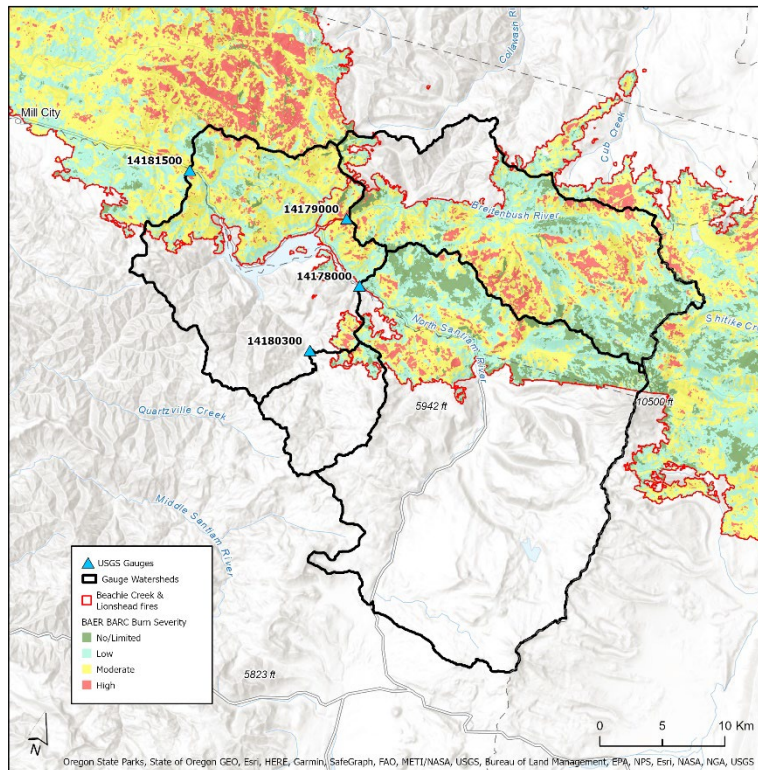 Collawash R
Mill City
Cub Creek
14181500
14179000
Breitenbush River
14178000
North Santiam River
Shitike Cr
14180300
10500 ft
5942 ft
Quartzville Creek
Middle Santiam River
USGS Gauges
Gauge Watersheds
Beachie Creek &
Lionshead fires
BAER BARC Burn Severity
No/Limited
Low
Moderate
High
5823 ft
N
0 5 10 Km
Oregon State Parks, State of Oregon GEO, Esri, HERE, Garmin, SafeGraph, FAO, METI/NASA, USGS, Bureau of Land Management, EPA, NPS, Esri, NASA, NGA, USGS